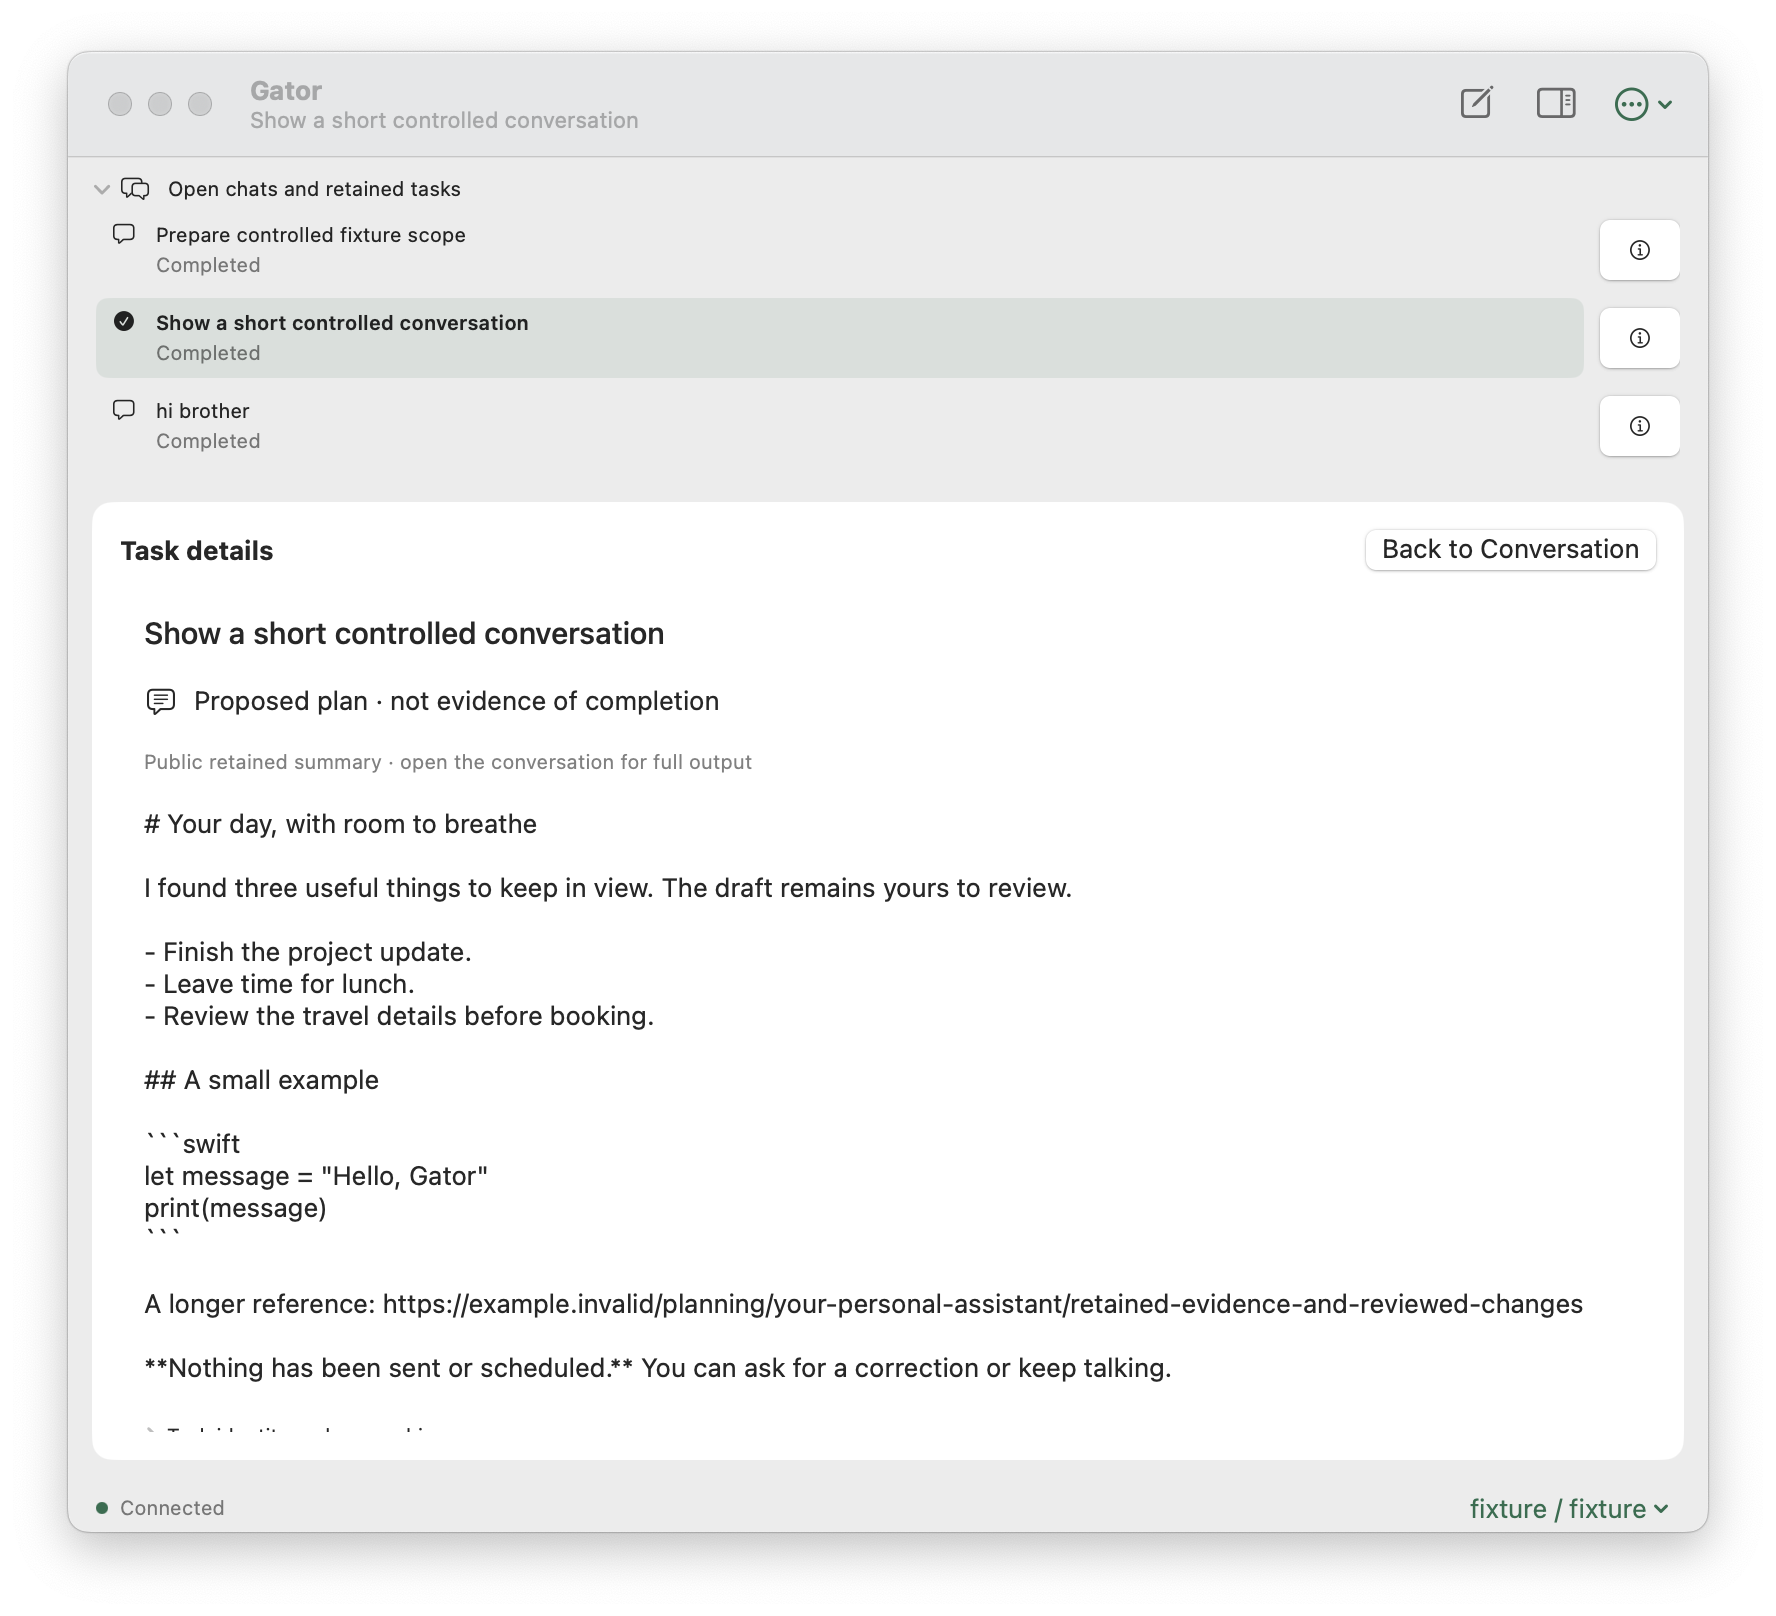 Gator
Show a short controlled conversation
Open chats and retained tasks
Prepare controlled fixture scope
Completed
Show a short controlled conversation
Completed
hi brother
Completed
Task details
Back to Conversation
Show a short controlled conversation
Proposed plan · not evidence of completion
Public retained summary · open the conversation for full output
# Your day, with room to breathe
I found three useful things to keep in view. The draft remains yours to review.
- Finish the project update.
- Leave time for lunch.
- Review the travel details before booking.
## A small example
```swift
let message = "Hello, Gator"
print(message)
```
A longer reference: https://example.invalid/planning/your-personal-assistant/retained-evidence-and-reviewed-changes
**Nothing has been sent or scheduled.** You can ask for a correction or keep talking.
Connected
fixture / fixture